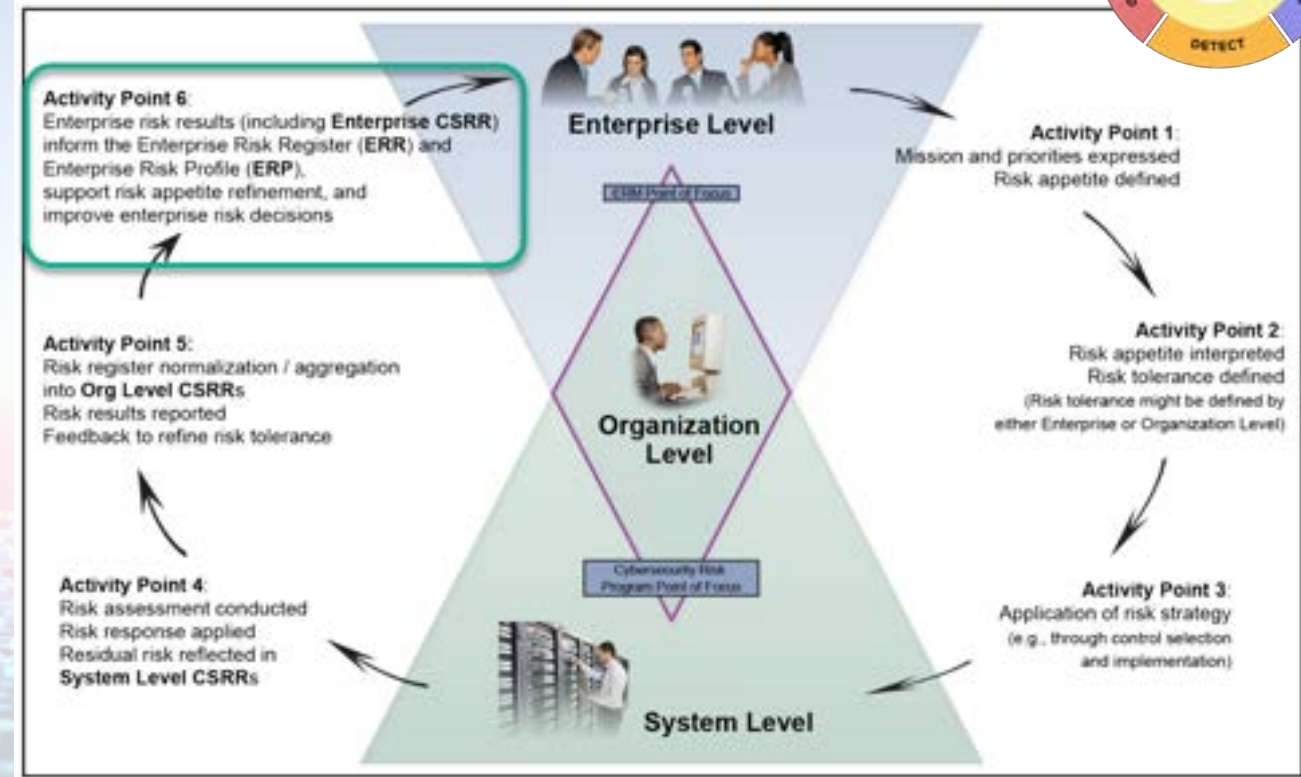 DETECT
Activity Point 6:
Enterprise risk results (including Enterprise CSRR)
inform the Enterprise Risk Register (ERR) and
Enterprise Risk Profile (ERP),
support risk appetite refinement, and
improve enterprise risk decisions
Enterprise Level
ERM Point of Focus
Activity Point 1:
Mission and priorities expressed
Risk appetite defined
Activity Point 2:
Risk appetite interpreted
Risk tolerance defined
(Risk tolerance might be defined by
either Enterprise or Organization Level)
Organization
Level
Activity Point 5:
Risk register normalization / aggregation
into Org Level CSRRs
Risk results reported
Feedback to refine risk tolerance
Cybersecurity Risk
Program Point of Focus
Activity Point 3:
Application of risk strategy
(e.g., through control selection
and implementation)
Activity Point 4:
Risk assessment conducted
Risk response applied
Residual risk reflected in
System Level CSRRs
System Level